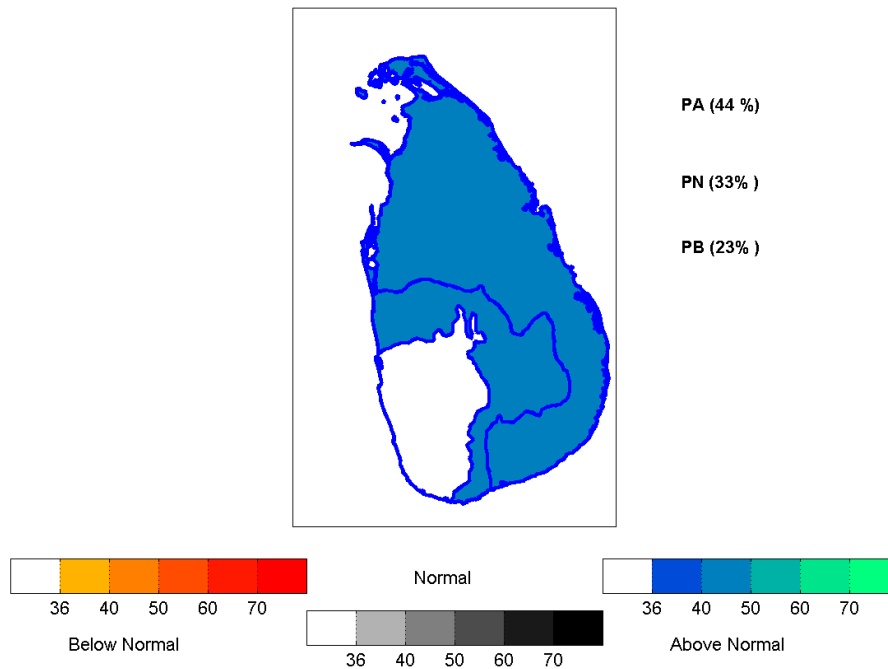 PA (44 %)
PN (33% )
PB (23% )
Normal
36 40 50 60 70
36 40 50 60 70
Below Normal
Above Normal
36 40 50 60 70